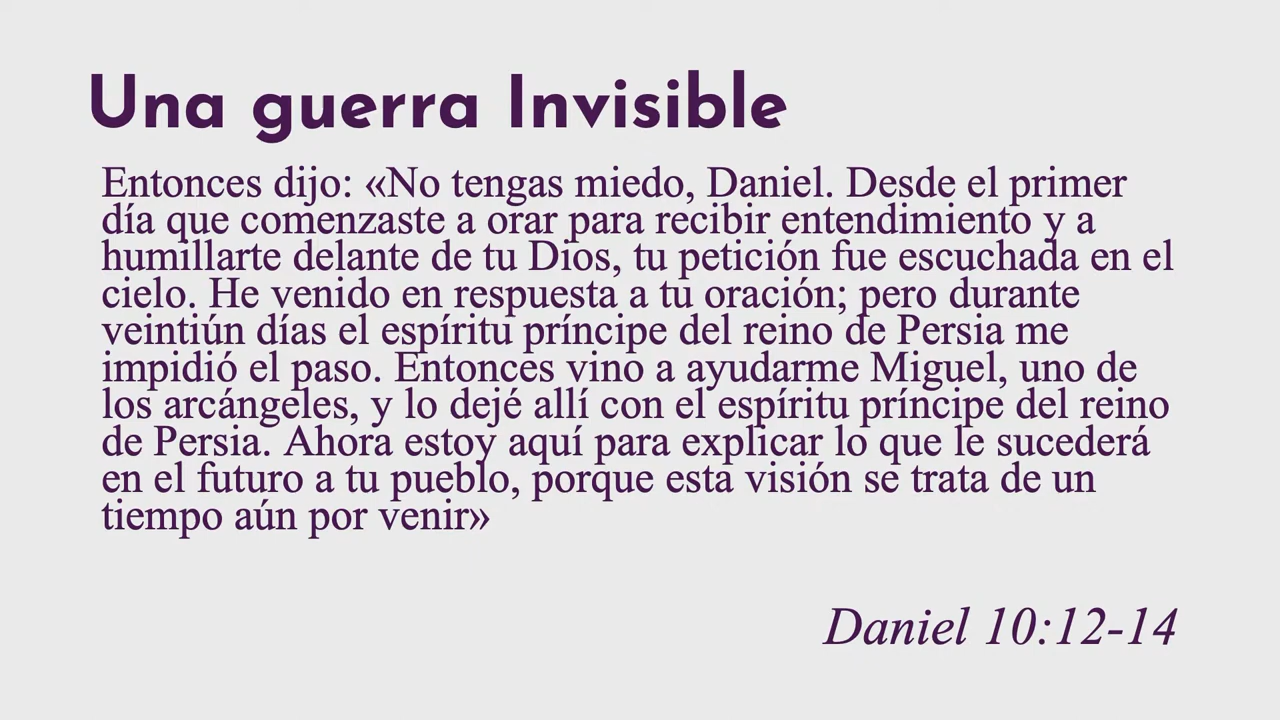 Una guerra Invisible
Entonces dijo: «No tengas miedo, Daniel. Desde el primer
día que comenzaste a orar para recibir entendimiento y a
humillarte delante de tu Dios, tu petición fue escuchada en el
cielo. He venido en respuesta a tu oración; pero durante
veintiún días el espíritu príncipe del reino de Persia me
impidió el paso. Entonces vino a ayudarme Miguel, uno de
los arcángeles, y lo dejé allí con el espíritu príncipe del reino
de Persia. Ahora estoy aquí para explicar lo que le sucederá
en el futuro a tu pueblo, porque esta visión se trata de un
tiempo aún por venir»
Daniel 10:12-14